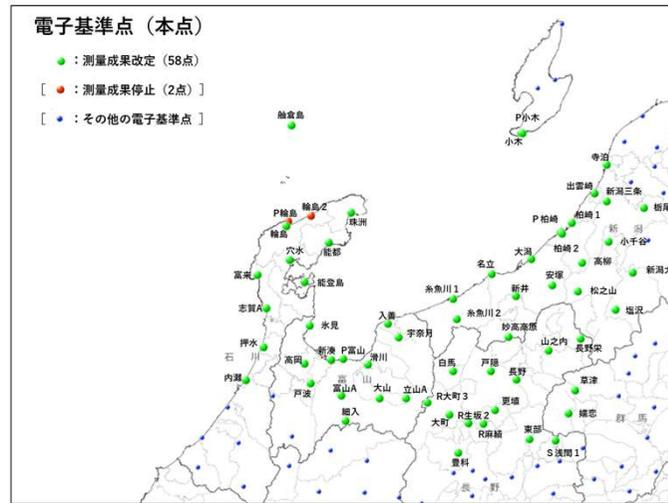 電子基準点（本点）
：測量成果改定（58点）
[ ：測量成果停止（2点） ]
[ ：その他の電子基準点 ]
舳倉島
P小木
小木
寺泊
出雲崎
新潟三条
栃尾
P輪島
輪島２
輪島
珠洲
P柏崎
柏崎１
新 潟
穴水
能都
柏崎２
小千谷
大潟
高柳
名立
富来
能登島
安塚
新潟大
糸魚川１
新井
松之山
志賀A
塩沢
氷見
入善
宇奈月
糸魚川２
妙高高原
山之内
長野栄
押水
石 川
新湊
P富山
滑川
高岡
白馬
戸隠
長野
内灘
富 山
草津
戸波
富山A
大山
立山A
R大町３
更埴
嬬恋
群 馬
細入
大町
R生坂２
R麻績
東部
S浅間１
豊科
長 野